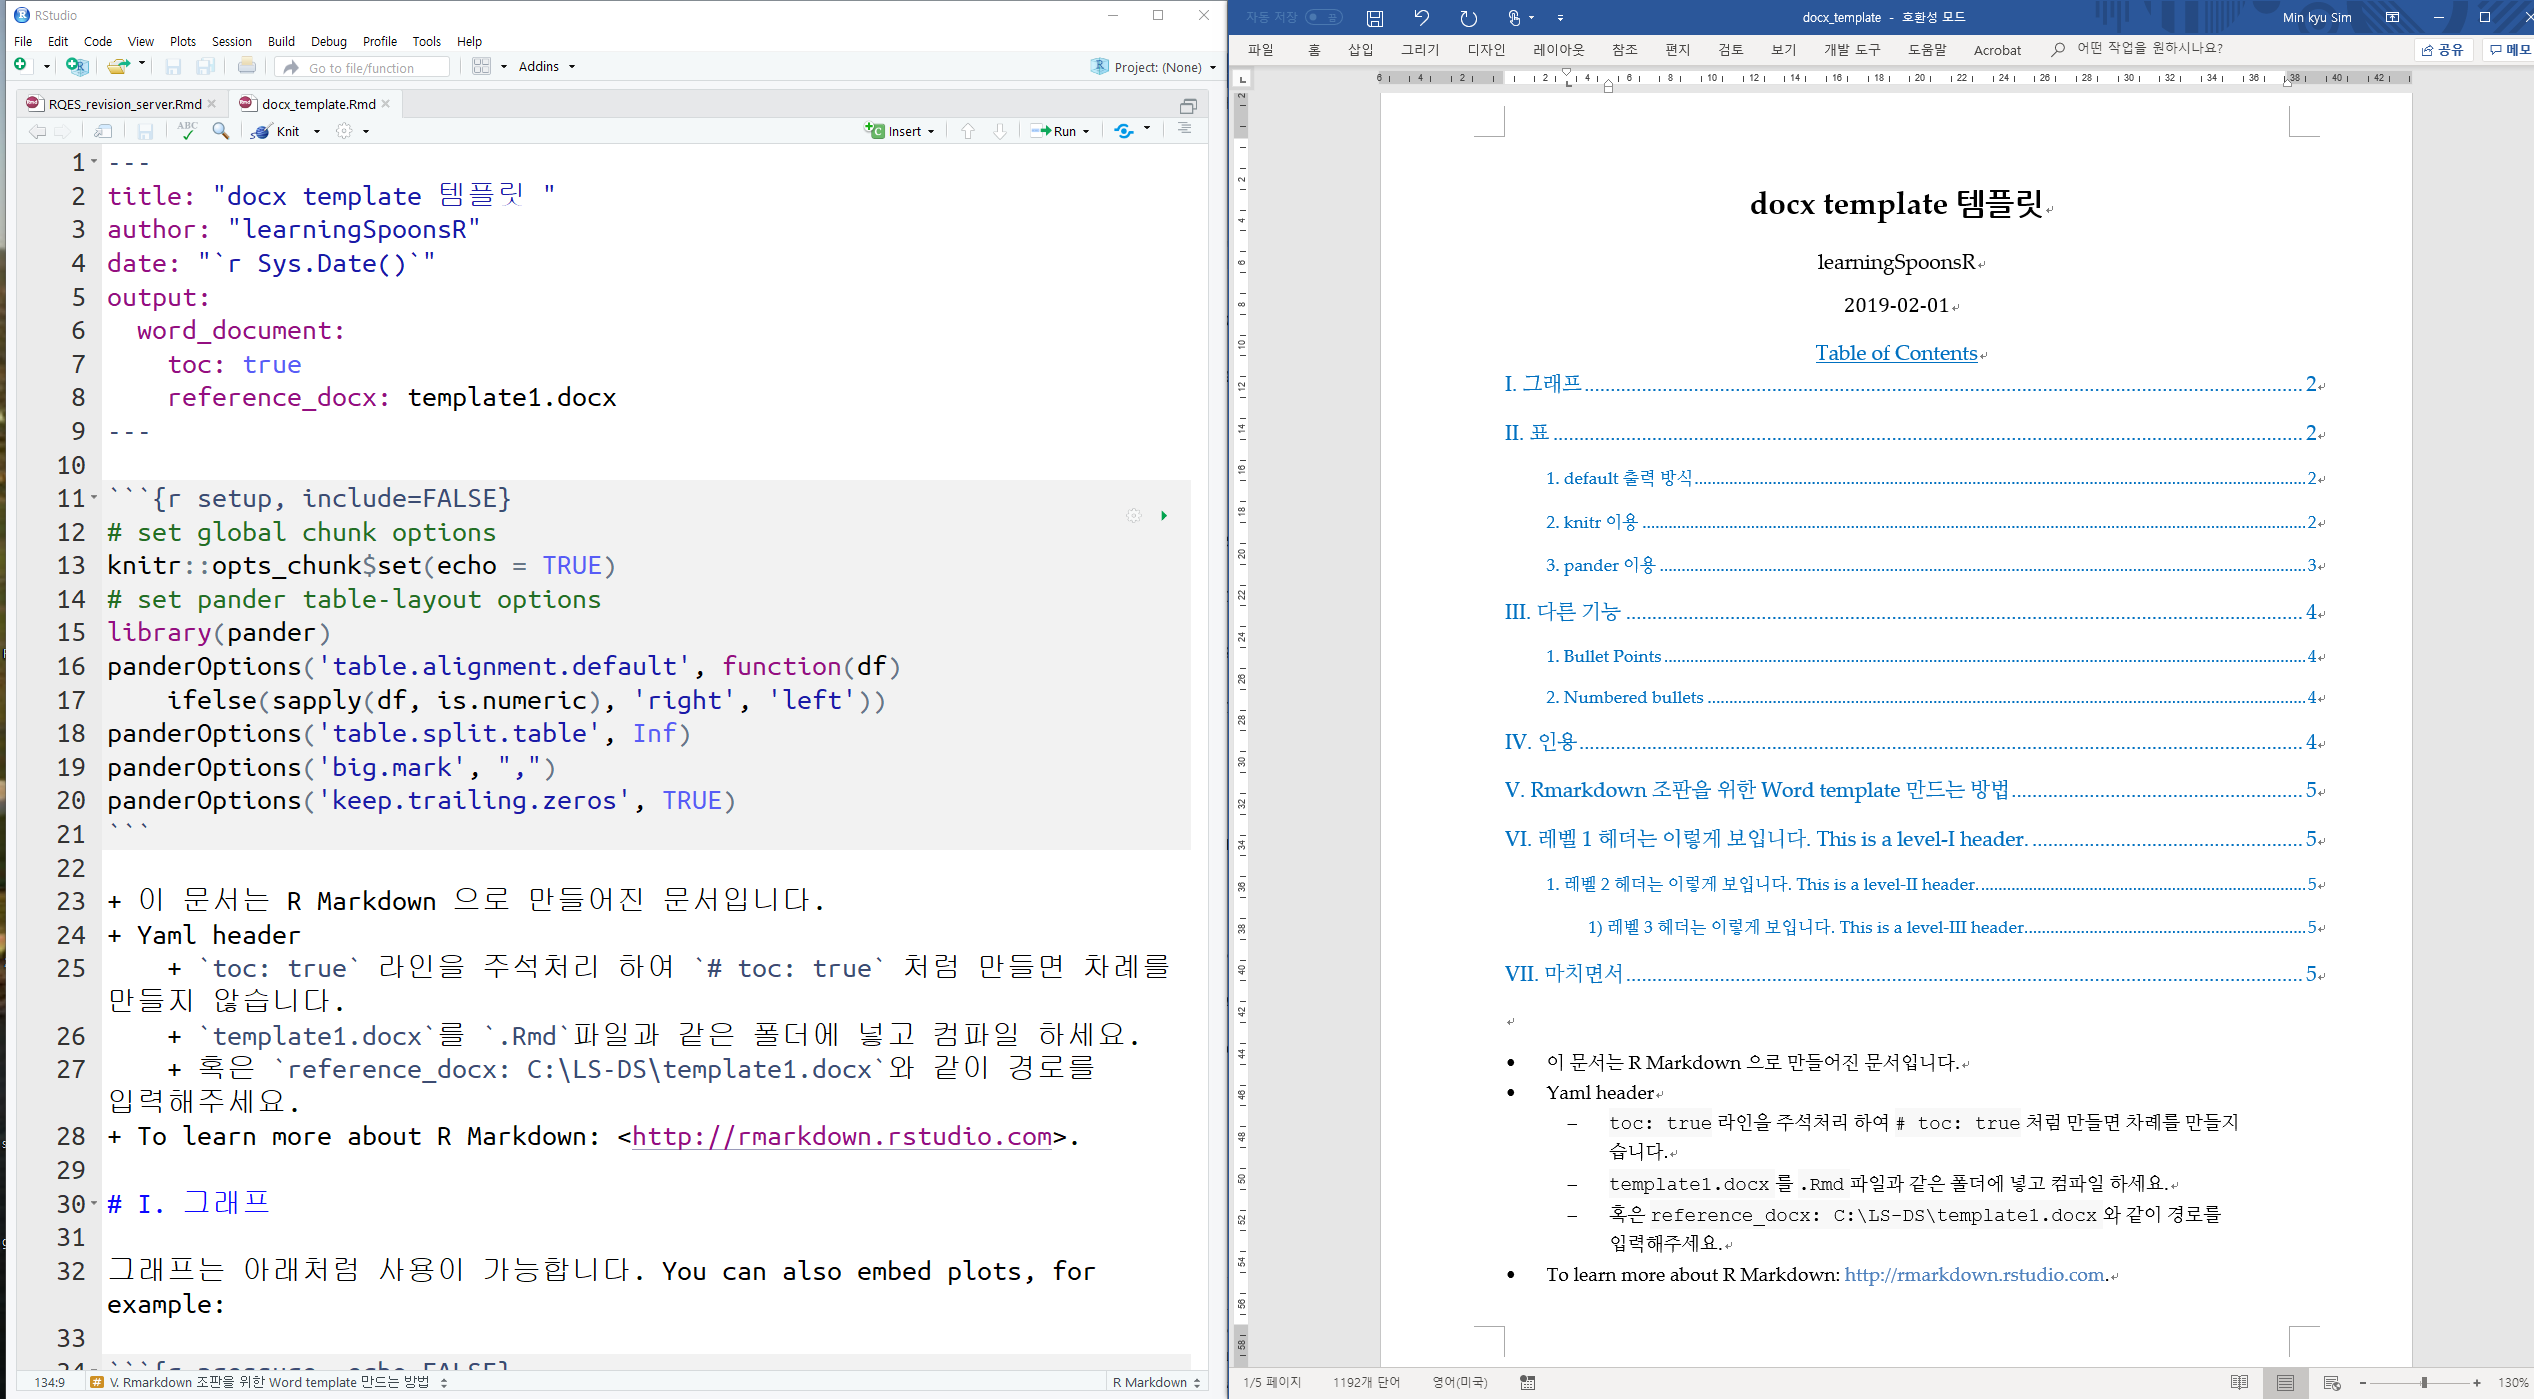 RStudio
File Edit Code View Plots Session Build Debug Profile Tools Help
Go to file/function
Addins
Project: (None)
RQES_revision_server.Rmd
docx_template.Rmd
ABC
Knit
Insert
Run
1 ---
2 title: "docx template 템플릿 "
3 author: "learningSpoonsR"
4 date: "`r Sys.Date()`"
5 output:
6 word_document:
7 toc: true
8 reference_docx: template1.docx
9 ---
10
11 ```{r setup, include=FALSE}
12 # set global chunk options
13 knitr::opts_chunk$set(echo = TRUE)
14 # set pander table-layout options
15 library(pander)
16 panderOptions('table.alignment.default', function(df)
17 ifelse(sapply(df, is.numeric), 'right', 'left'))
18 panderOptions('table.split.table', Inf)
19 panderOptions('big.mark', ",")
20 panderOptions('keep.trailing.zeros', TRUE)
21 ```
22
23 + 이 문서는 R Markdown 으로 만들어진 문서입니다.
24 + Yaml header
25 + `toc: true` 라인을 주석처리 하여 `# toc: true` 처럼 만들면 차례를
만들지 않습니다.
26 + `template1.docx`를 `.Rmd`파일과 같은 폴더에 넣고 컴파일 하세요.
27 + 혹은 `reference_docx: C:\LS-DS\template1.docx`와 같이 경로를
입력해주세요.
28 + To learn more about R Markdown: <http://rmarkdown.rstudio.com>.
29
30 # I. 그래프
31
32 그래프는 아래처럼 사용이 가능합니다. You can also embed plots, for
example:
33
34 ```{r pressure, echo=FALSE}
134:9 # V. Rmarkdown 조판을 위한 Word template 만드는 방법
R Markdown
자동 저장
docx_template - 호환성 모드
Min kyu Sim
파일 홈 삽입 그리기 디자인 레이아웃 참조 편지 검토 보기 개발 도구 도움말 Acrobat 어떤 작업을 원하시나요?
공유 메모
6 4 2 2 4 6 8 10 12 14 16 18 20 22 24 26 28 30 32 34 36 38 40 42
docx template 템플릿
learningSpoonsR
2019-02-01
Table of Contents
I. 그래프 2
II. 표 2
1. default 출력 방식 2
2. knitr 이용 2
3. pander 이용 3
III. 다른 기능 4
1. Bullet Points 4
2. Numbered bullets 4
IV. 인용 4
V. Rmarkdown 조판을 위한 Word template 만드는 방법 5
VI. 레벨 1 헤더는 이렇게 보입니다. This is a level-I header. 5
1. 레벨 2 헤더는 이렇게 보입니다. This is a level-II header. 5
1) 레벨 3 헤더는 이렇게 보입니다. This is a level-III header. 5
VII. 마치면서 5
• 이 문서는 R Markdown 으로 만들어진 문서입니다.
• Yaml header
– toc: true 라인을 주석처리 하여 # toc: true 처럼 만들면 차례를 만들지
습니다.
– template1.docx 를 .Rmd 파일과 같은 폴더에 넣고 컴파일 하세요.
– 혹은 reference_docx: C:\LS-DS\template1.docx 와 같이 경로를
입력해주세요.
• To learn more about R Markdown: http://rmarkdown.rstudio.com.
1/5 페이지 1192개 단어 영어(미국) 130%